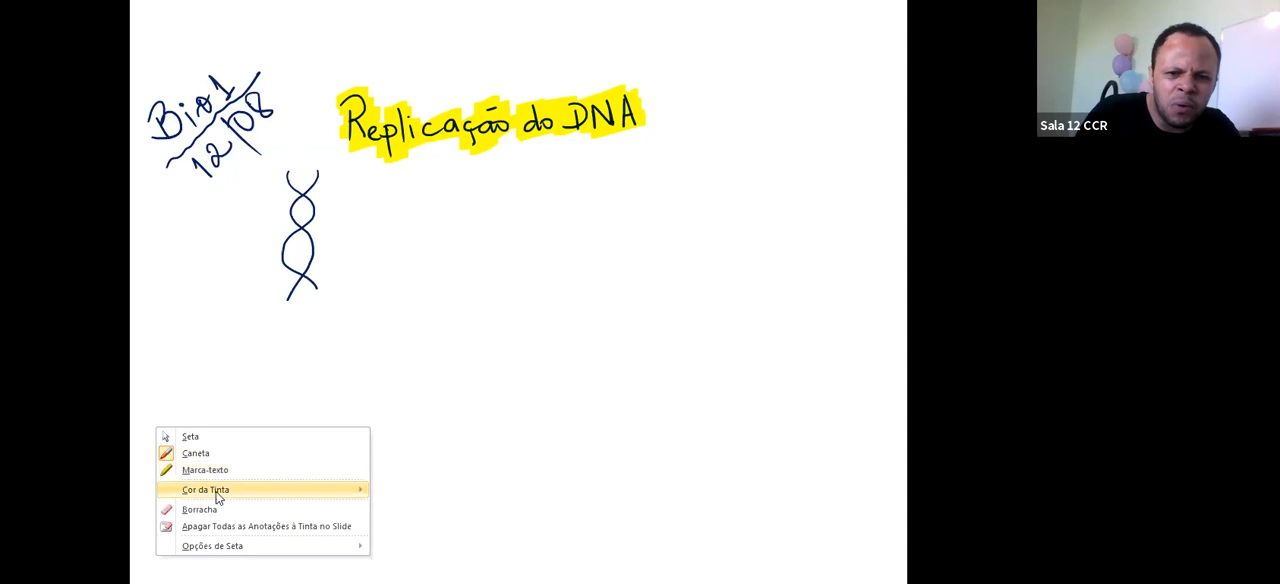 Bio 1
12/08
Replicação do DNA
Sala 12 CCR
Seta
Caneta
Marca-texto
Cor da Tinta
Borracha
Apagar Todas as Anotações à Tinta no Slide
Opções de Seta